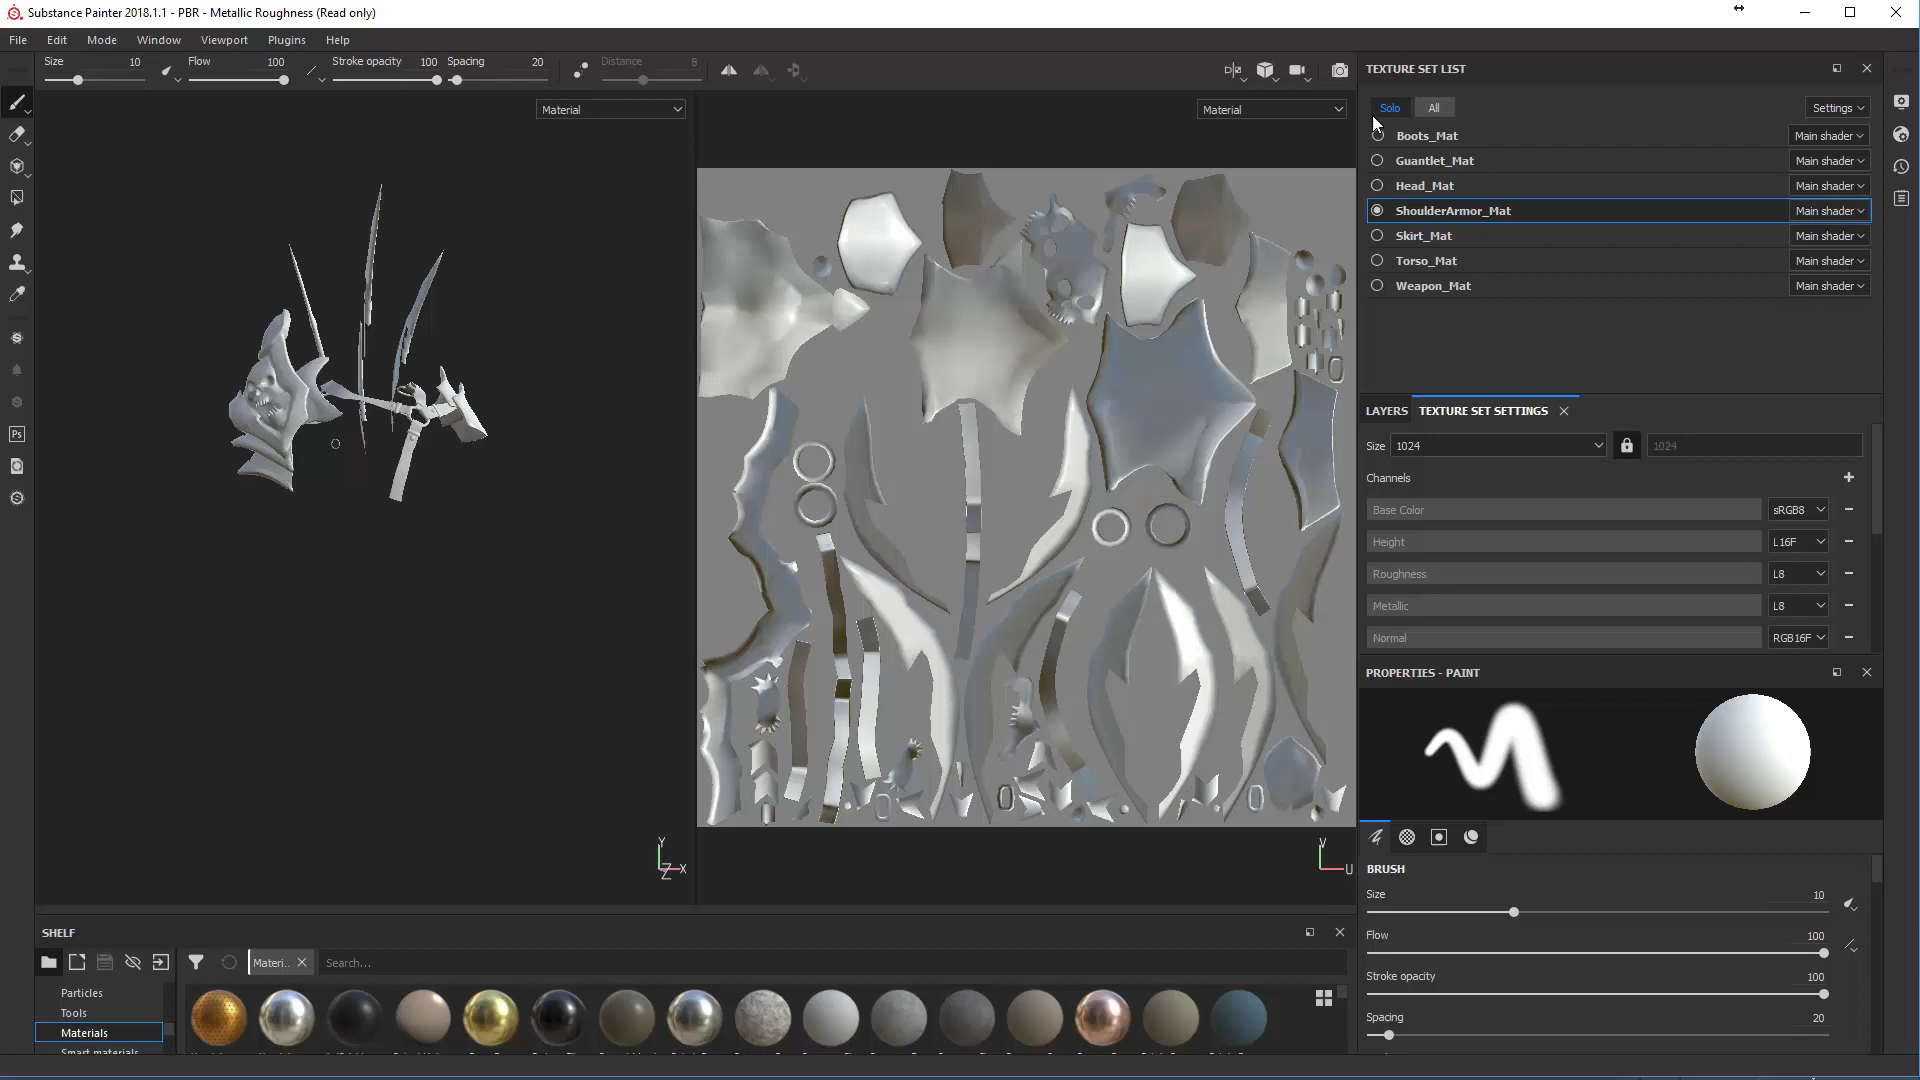 Substance Painter 2018.1.1 - PBR - Metallic Roughness (Read only)
File Edit Mode Window Viewport Plugins Help
Size 10 Flow 100 Stroke opacity 100 Spacing 20 Distance 8
Material
Material
Y
Z X
V
U
TEXTURE SET LIST
Solo All Settings
Boots_Mat Main shader
Guantlet_Mat Main shader
Head_Mat Main shader
ShoulderArmor_Mat Main shader
Skirt_Mat Main shader
Torso_Mat Main shader
Weapon_Mat Main shader
LAYERS TEXTURE SET SETTINGS
Size 1024 1024
Channels
Base Color sRGB8
Height L16F
Roughness L8
Metallic L8
Normal RGB16F
PROPERTIES - PAINT
BRUSH
Size 10
Flow 100
Stroke opacity 100
Spacing 20
SHELF
Materi.. Search...
Particles
Tools
Materials
Smart materials
Ps